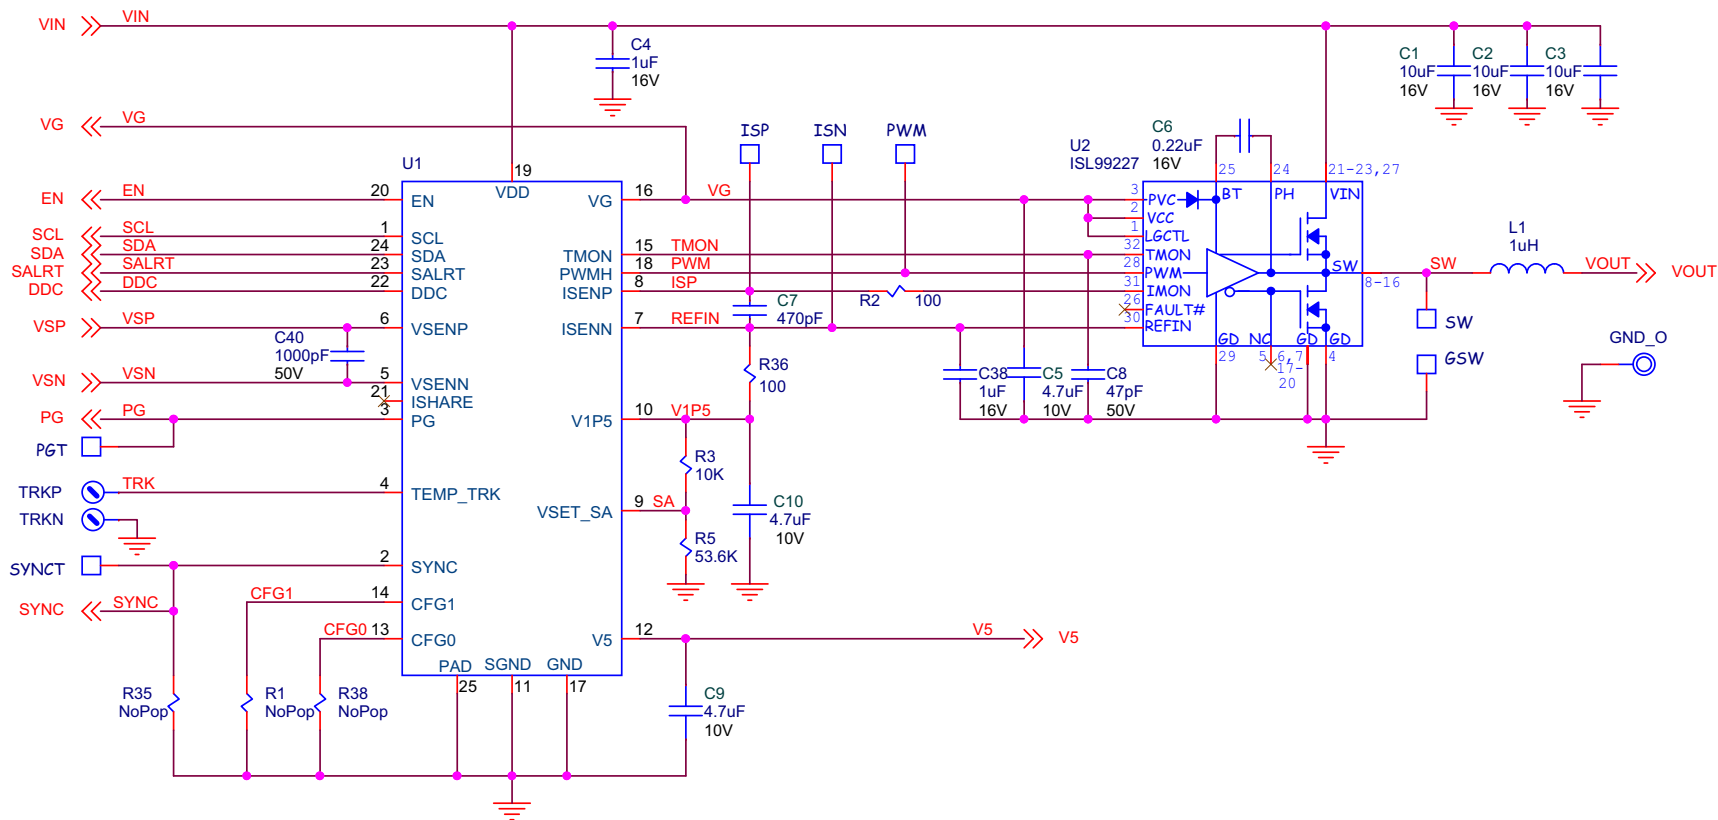 VIN
VIN
C4
1uF
16V
C1
10uF
16V
C2
10uF
16V
C3
10uF
16V
VG
VG
ISP
ISN
PWM
C6
0.22uF
16V
U2
ISL99227
U1
19
VDD
25
24
21-23,27
EN
EN
20
EN
VG
16
VG
3
PVC
BT
PH
VIN
2
VCC
1
LGCTL
SCL
SCL
1
SCL
SDA
SDA
24
SDA
SALRT
SALRT
23
SALRT
DDC
DDC
22
DDC
TMON
15
TMON
32
TMON
PWMH
18
PWM
28
PWM
ISENP
8
ISP
R2
100
31
IMON
26
FAULT#
ISENN
7
REFIN
30
REFIN
SW
8-16
SW
L1
1uH
VOUT
VOUT
C7
470pF
VSP
VSP
6
VSENP
C40
1000pF
50V
VSN
VSN
5
VSENN
21
ISHARE
GD
NC
GD
GD
29
5
6,7
17-
20
4
SW
GSW
GND_O
R36
100
C38
1uF
16V
C5
4.7uF
10V
C8
47pF
50V
PG
PG
3
PG
PGT
V1P5
10
V1P5
R3
10K
TRKP
TRK
4
TEMP_TRK
TRKN
VSET_SA
9
SA
C10
4.7uF
10V
R5
53.6K
SYNCT
2
SYNC
SYNC
SYNC
CFG1
14
CFG1
CFG0
13
CFG0
V5
12
V5
V5
PAD
SGND
GND
25
11
17
R35
NoPop
R1
NoPop
R38
NoPop
C9
4.7uF
10V